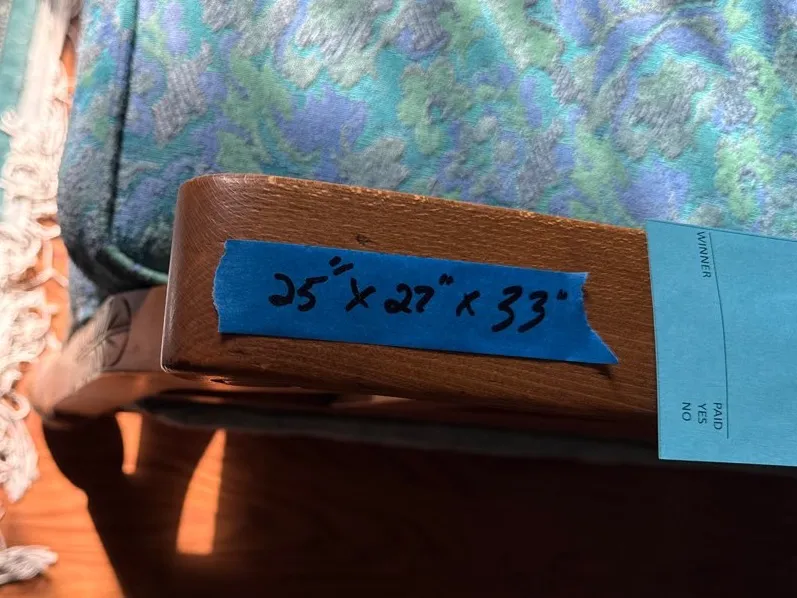 25" x 27" x 33"
WINNER
PAID
YES
NO